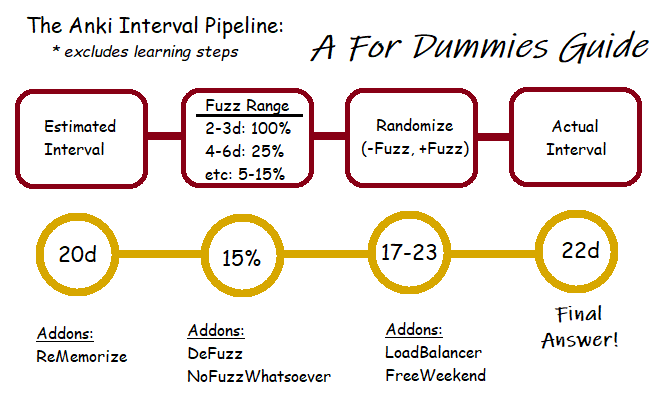 The Anki Interval Pipeline:
* excludes learning steps
A For Dummies Guide
Estimated
Interval
Fuzz Range
2-3d: 100%
4-6d: 25%
etc: 5-15%
Randomize
(-Fuzz, +Fuzz)
Actual
Interval
20d
15%
17-23
22d
Addons:
ReMemorize
Addons:
DeFuzz
NoFuzzWhatsoever
Addons:
LoadBalancer
FreeWeekend
Final
Answer!